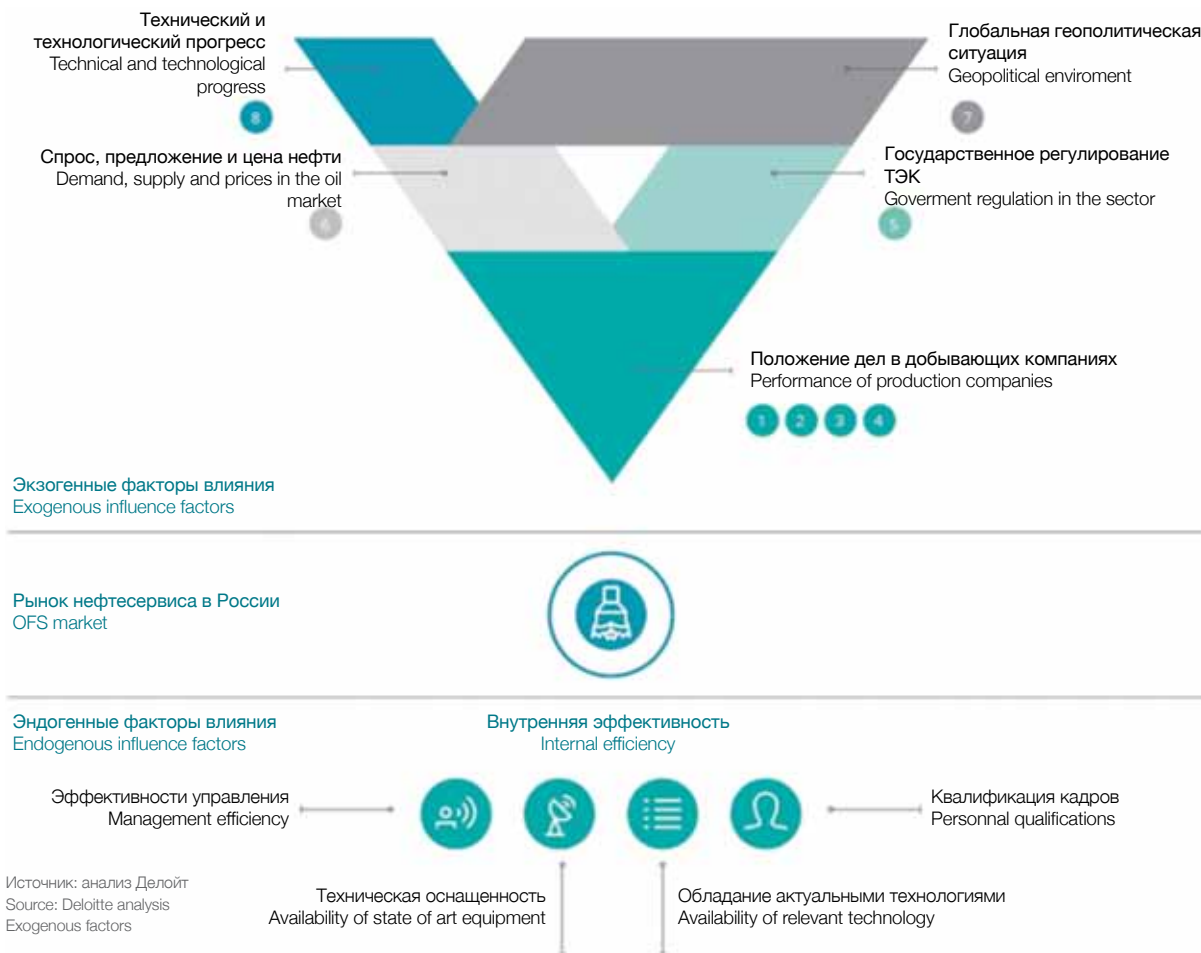 Технический и
технологический прогресс
Technical and technological
progress
8
Глобальная геополитическая
ситуация
Geopolitical enviroment
7
Спрос, предложение и цена нефти
Demand, supply and prices in the oil
market
6
Государственное регулирование
ТЭК
Goverment regulation in the sector
5
Положение дел в добывающих компаниях
Performance of production companies
1 2 3 4
Экзогенные факторы влияния
Exogenous influence factors
Рынок нефтесервиса в России
OFS market
Эндогенные факторы влияния
Endogenous influence factors
Внутренняя эффективность
Internal efficiency
Эффективности управления
Management efficiency
Квалификация кадров
Personnal qualifications
Техническая оснащенность
Availability of state of art equipment
Обладание актуальными технологиями
Availability of relevant technology
Источник: анализ Делойт
Source: Deloitte analysis
Exogenous factors